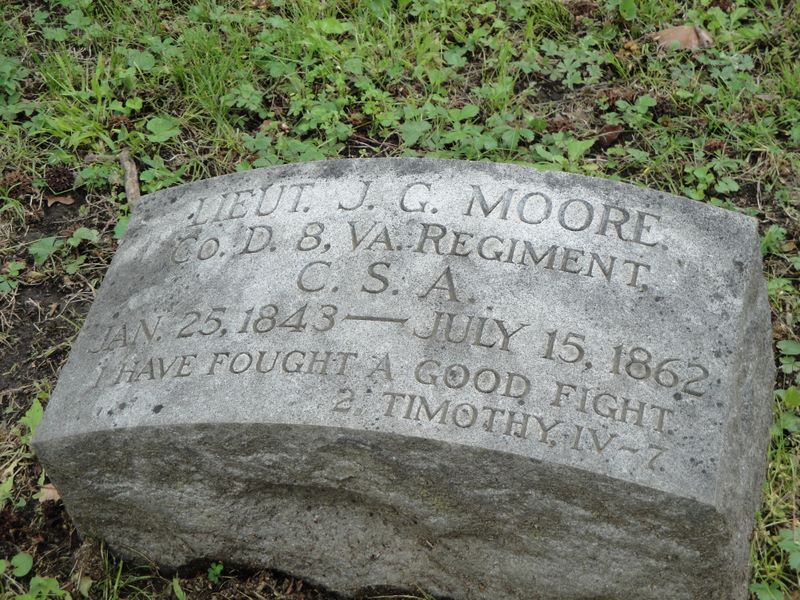 LIEUT. J. G. MOORE.
CO. D. 8, VA. REGIMENT,
C. S. A.
JAN. 25, 1843 — JULY 15, 1862
I HAVE FOUGHT A GOOD FIGHT
2. TIMOTHY, IV~7.